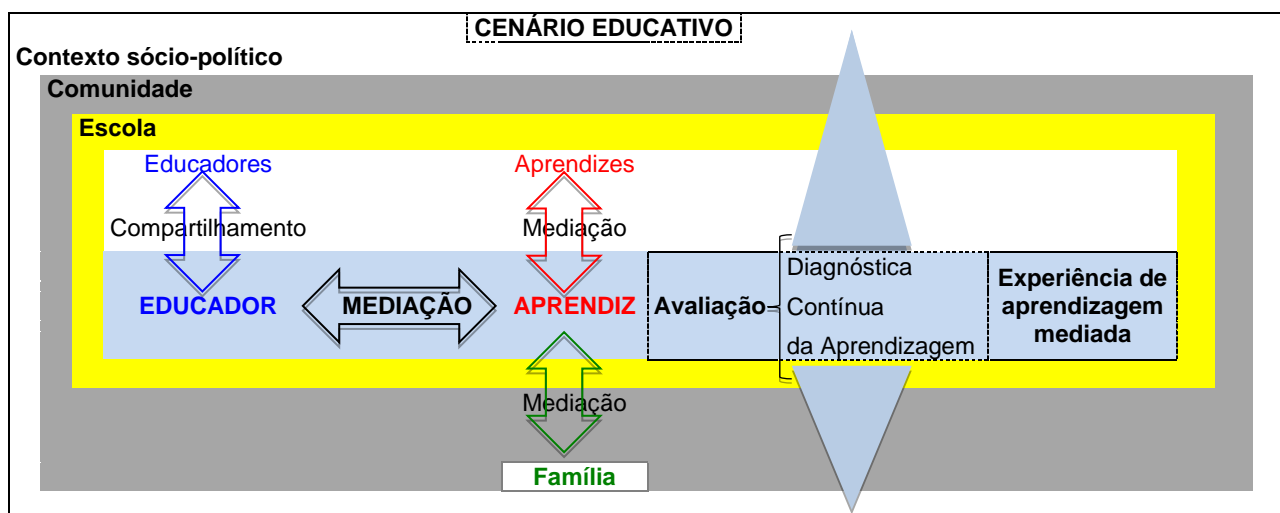 CENÁRIO EDUCATIVO
Contexto sócio-político
Comunidade
Escola
Educadores
Aprendizes
Compartilhamento
Mediação
EDUCADOR
MEDIAÇÃO
APRENDIZ
Avaliação
Diagnóstica
Contínua
da Aprendizagem
Experiência de
aprendizagem
mediada
Mediação
Família